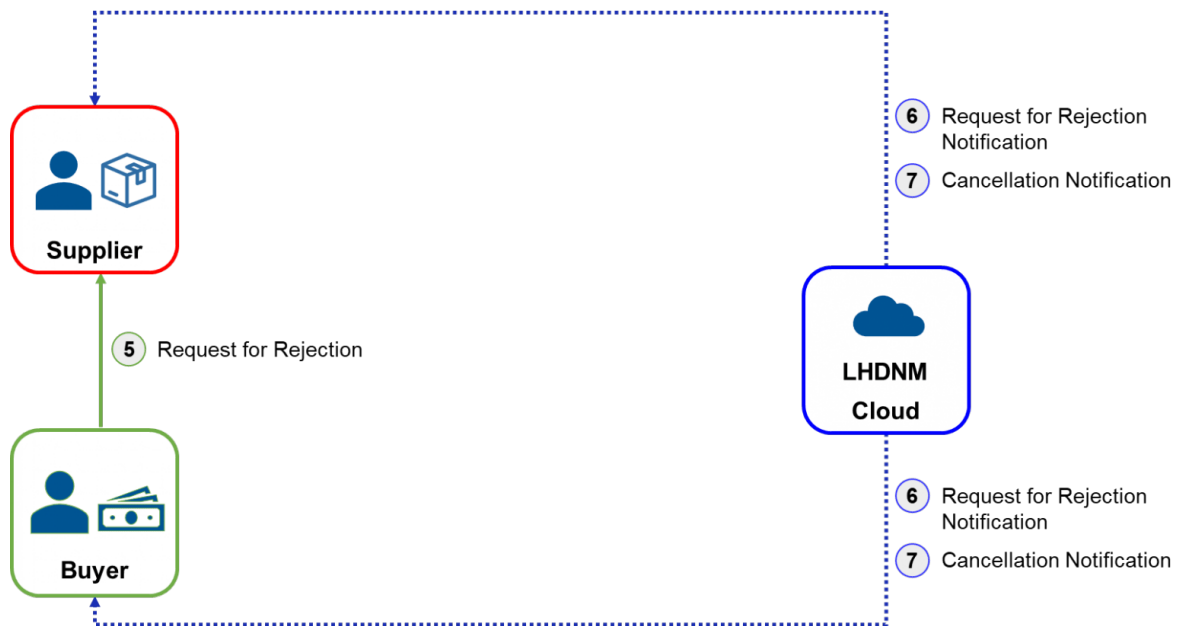 6 Request for Rejection
Notification
7 Cancellation Notification
Supplier
5 Request for Rejection
LHDNM
Cloud
6 Request for Rejection
Notification
7 Cancellation Notification
Buyer